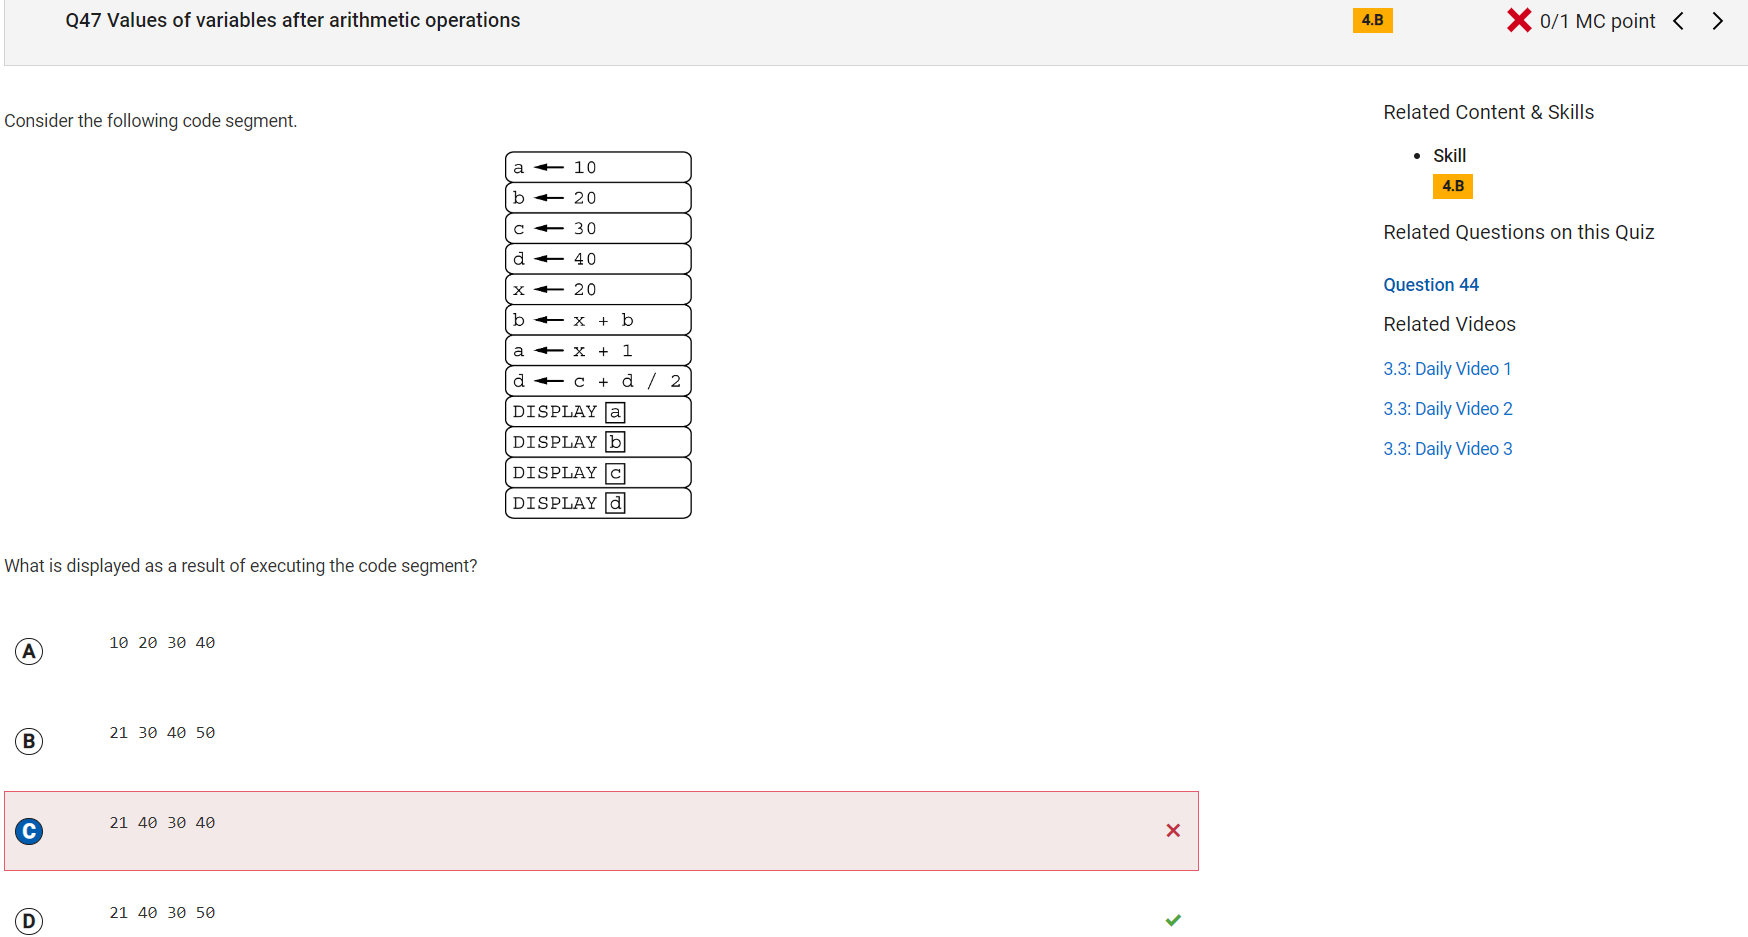 Q47 Values of variables after arithmetic operations
4.B
0/1 MC point
Consider the following code segment.
a ← 10
b ← 20
c ← 30
d ← 40
x ← 20
b ← x + b
a ← x + 1
d ← c + d / 2
DISPLAY a
DISPLAY b
DISPLAY c
DISPLAY d
What is displayed as a result of executing the code segment?
A 10 20 30 40
B 21 30 40 50
C 21 40 30 40
D 21 40 30 50
Related Content & Skills
• Skill
4.B
Related Questions on this Quiz
Question 44
Related Videos
3.3: Daily Video 1
3.3: Daily Video 2
3.3: Daily Video 3